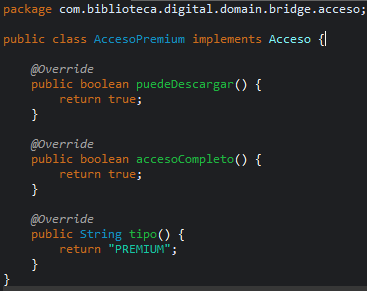 package com.biblioteca.digital.domain.bridge.acceso;
public class AccesoPremium implements Acceso {
@Override
public boolean puedeDescargar() {
return true;
}
@Override
public boolean accesoCompleto() {
return true;
}
@Override
public String tipo() {
return "PREMIUM";
}
}